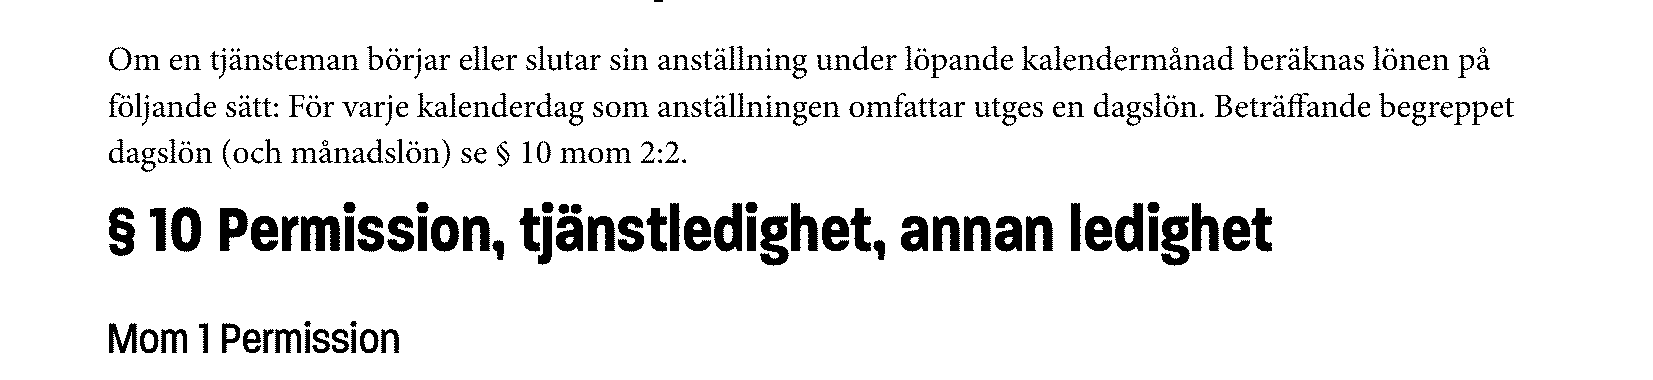 Om en tjänsteman börjar eller slutar sin anställning under löpande kalendermånad beräknas lönen på
följande sätt: För varje kalenderdag som anställningen omfattar utges en dagslön. Beträffande begreppet
dagslön (och månadslön) se § 10 mom 2:2.
§ 10 Permission, tjänstledighet, annan ledighet
Mom 1 Permission